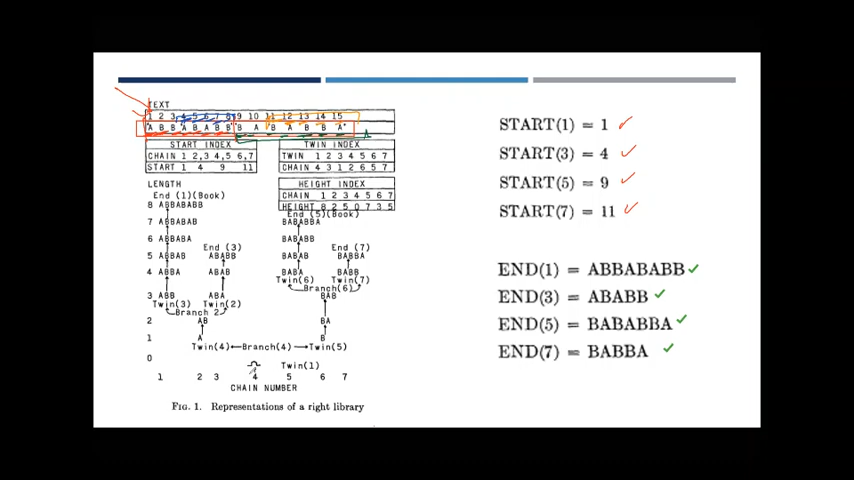 TEXT
1 2 3 4 5 6 7 8 9 10 11 12 13 14 15
A B B A B A B B B A B A B B A
START INDEX
CHAIN 1 2,3 4,5 6,7
START 1 4 9 11
TWIN INDEX
TWIN 1 2 3 4 5 6 7
CHAIN 4 3 1 2 6 5 7
LENGTH
HEIGHT INDEX
CHAIN 1 2 3 4 5 6 7
HEIGHT 8 2 5 0 7 3 5
End (1)(Book)
End (5)(Book)
8 ABBABABB
BABABBA
7 ABBABAB
6 ABBABA
BABABB
End (3)
End (7)
5 ABBAB
ABABB
BABAB
BABBA
4 ABBA
ABAB
BABA
BABB
Twin(6)
Twin(7)
Branch(6)
3 ABB
ABA
BAB
Twin(3)
Twin(2)
Branch 2
2
AB
BA
1
A
B
Twin(4)
Branch(4)
Twin(5)
0
Twin(1)
1 2 3 4 5 6 7
CHAIN NUMBER
FIG. 1. Representations of a right library
START(1) = 1
START(3) = 4
START(5) = 9
START(7) = 11
END(1) = ABBABABB
END(3) = ABABB
END(5) = BABABBA
END(7) = BABBA